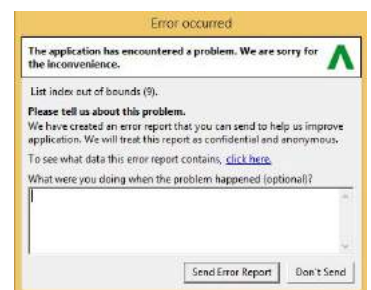 Error occurred
The application has encountered a problem. We are sorry for
the inconvenience.
List index out of bounds (9).
Please tell us about this problem.
We have created an error report that you can send to help us improve
application. We will treat this report as confidential and anonymous.
To see what data this error report contains, click here.
What were you doing when the problem happened (optional)?
Send Error Report Don't Send